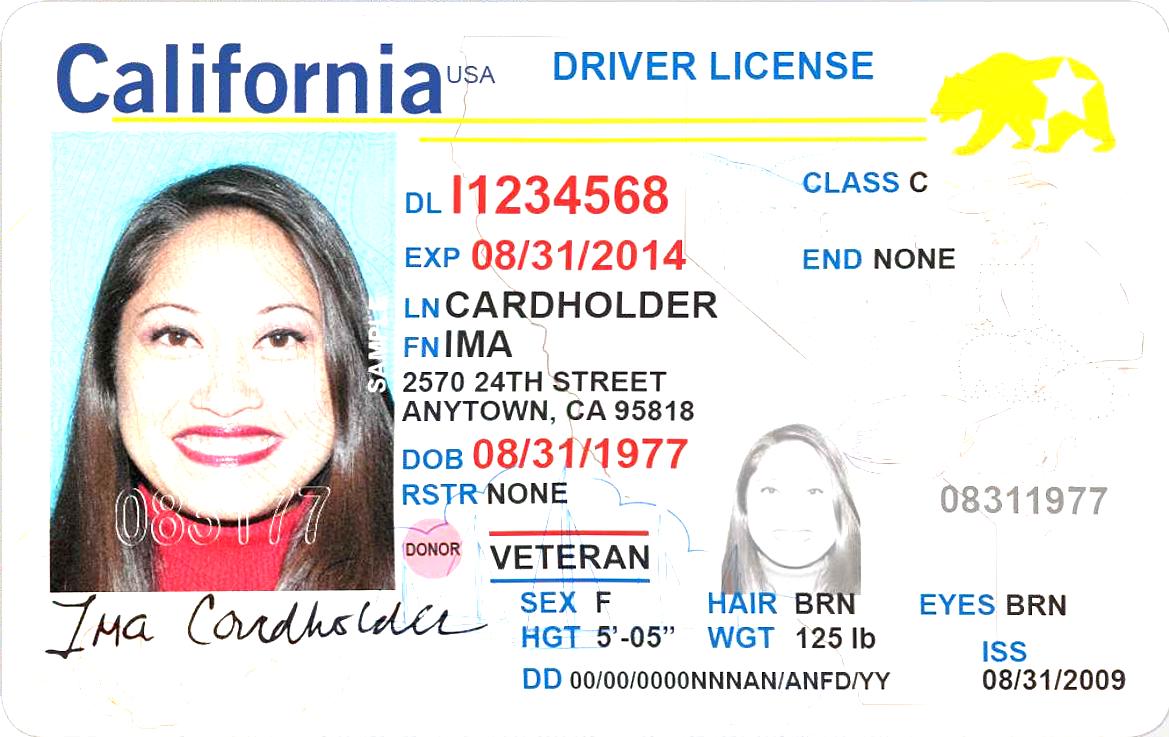 California USA DRIVER LICENSE
DL I1234568
CLASS C
EXP 08/31/2014
END NONE
LN CARDHOLDER
FN IMA
2570 24TH STREET
ANYTOWN, CA 95818
DOB 08/31/1977
RSTR NONE
08311977
SAMPLE
083177
DONOR
VETERAN
SEX F HAIR BRN EYES BRN
HGT 5'-05" WGT 125 lb
ISS
DD 00/00/0000NNNAN/ANFD/YY 08/31/2009
Ima Cardholder